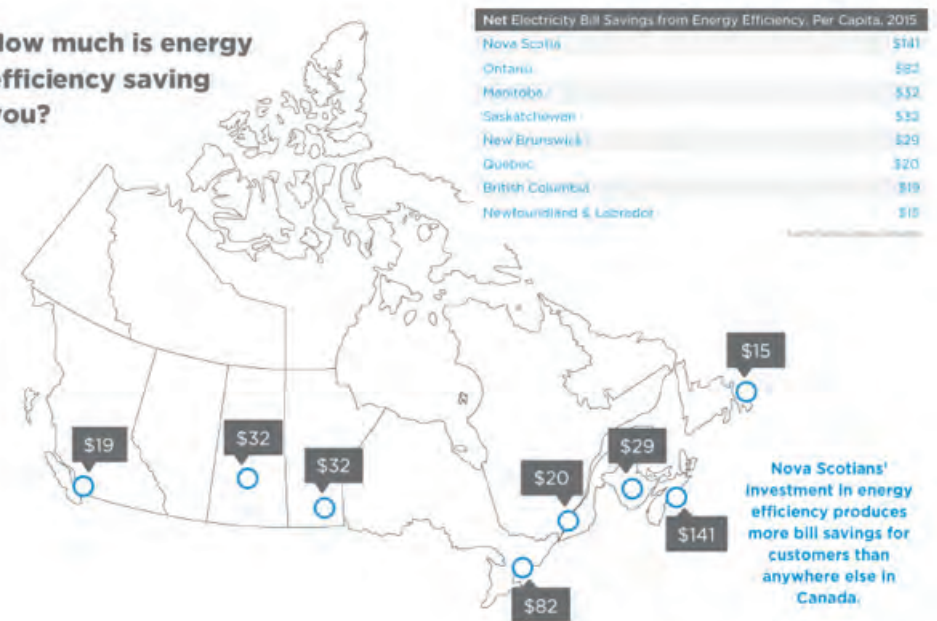 How much is energy
efficiency saving
you?
Net Electricity Bill Savings from Energy Efficiency, Per Capita, 2015
Nova Scotia $141
Ontario $82
Manitoba $32
Saskatchewan $32
New Brunswick $29
Quebec $20
British Columbia $19
Newfoundland & Labrador $15
$15
$19
$32
$32
$29
$20
$141
$82
Nova Scotians'
investment in energy
efficiency produces
more bill savings for
customers than
anywhere else in
Canada.